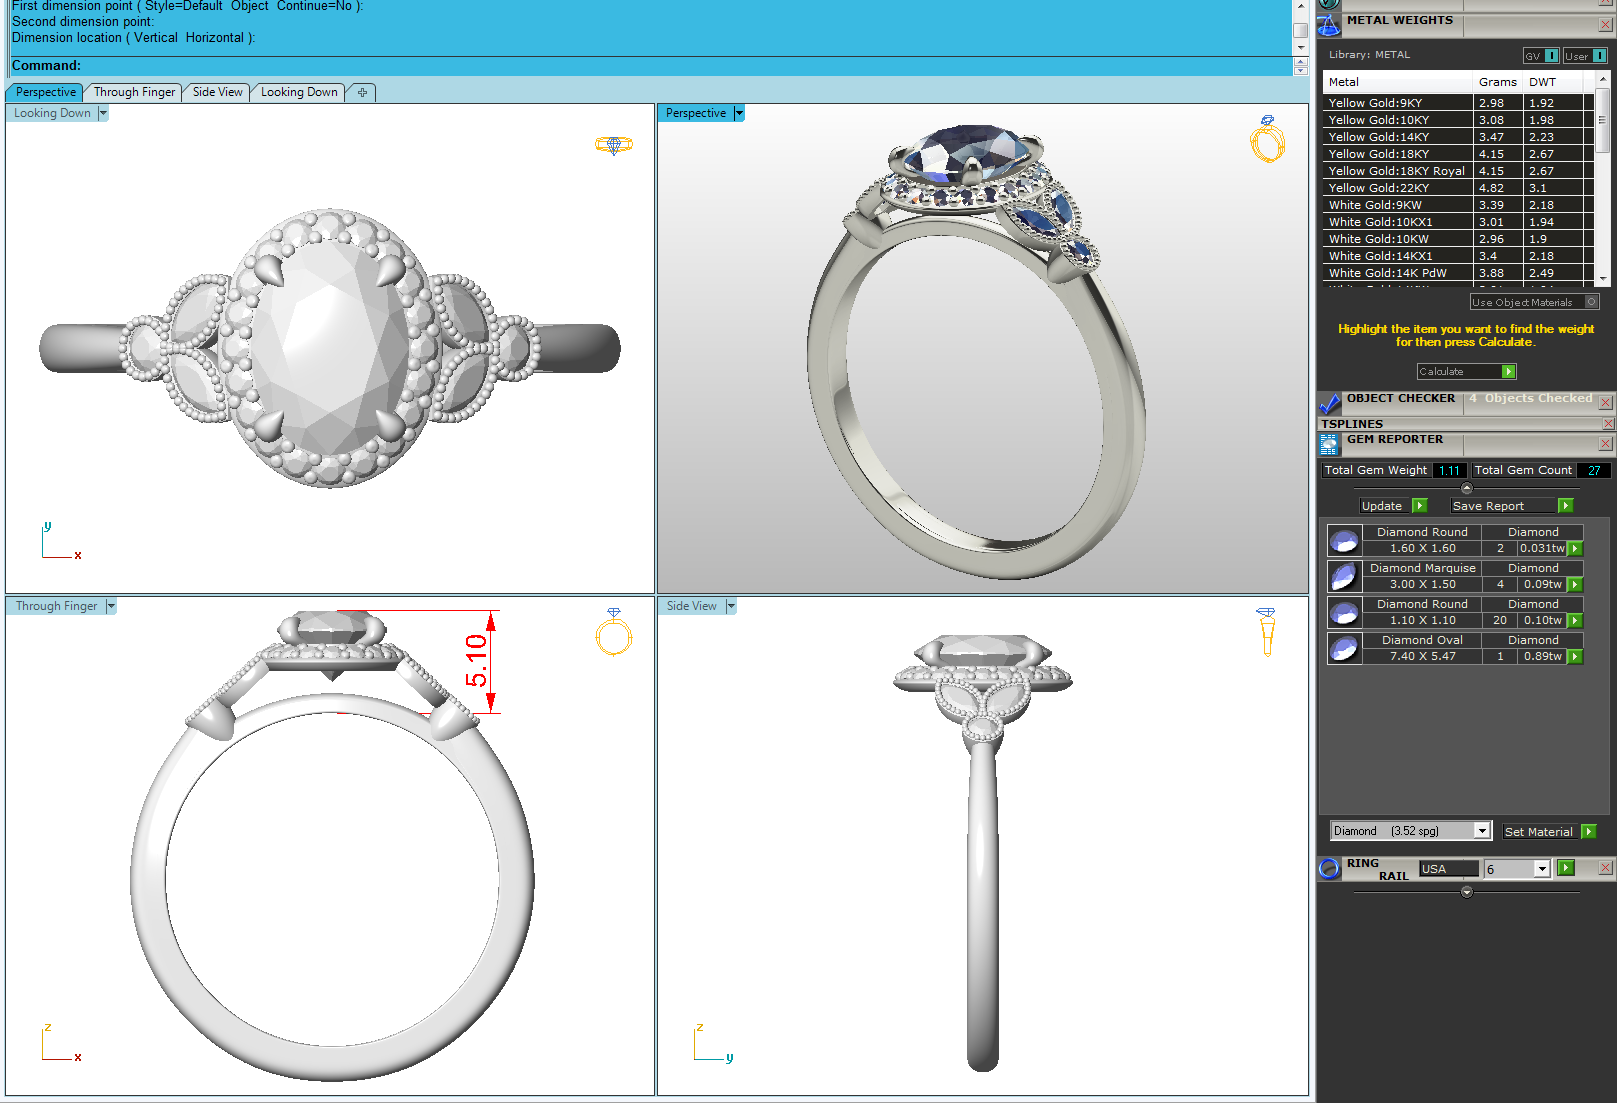 First dimension point ( Style=Default  Object  Continue=No ):
Second dimension point:
Dimension location ( Vertical  Horizontal ):
Command:
Perspective
Through Finger
Side View
Looking Down
Looking Down
y
x
Perspective
Through Finger
5.10
z
x
Side View
z
y
METAL WEIGHTS
Library: METAL
GV I
User I
Metal Grams DWT
Yellow Gold:9KY 2.98 1.92
Yellow Gold:10KY 3.08 1.98
Yellow Gold:14KY 3.47 2.23
Yellow Gold:18KY 4.15 2.67
Yellow Gold:18KY Royal 4.15 2.67
Yellow Gold:22KY 4.82 3.1
White Gold:9KW 3.39 2.18
White Gold:10KX1 3.01 1.94
White Gold:10KW 2.96 1.9
White Gold:14KX1 3.4 2.18
White Gold:14K PdW 3.88 2.49
Use Object Materials O
Highlight the item you want to find the weight
for then press Calculate.
Calculate
OBJECT CHECKER 4 Objects Checked
TSPLINES
GEM REPORTER
Total Gem Weight 1.11 Total Gem Count 27
Update Save Report
Diamond Round Diamond
1.60 X 1.60 2 0.031tw
Diamond Marquise Diamond
3.00 X 1.50 4 0.09tw
Diamond Round Diamond
1.10 X 1.10 20 0.10tw
Diamond Oval Diamond
7.40 X 5.47 1 0.89tw
Diamond (3.52 spg) Set Material
RING
RAIL USA 6